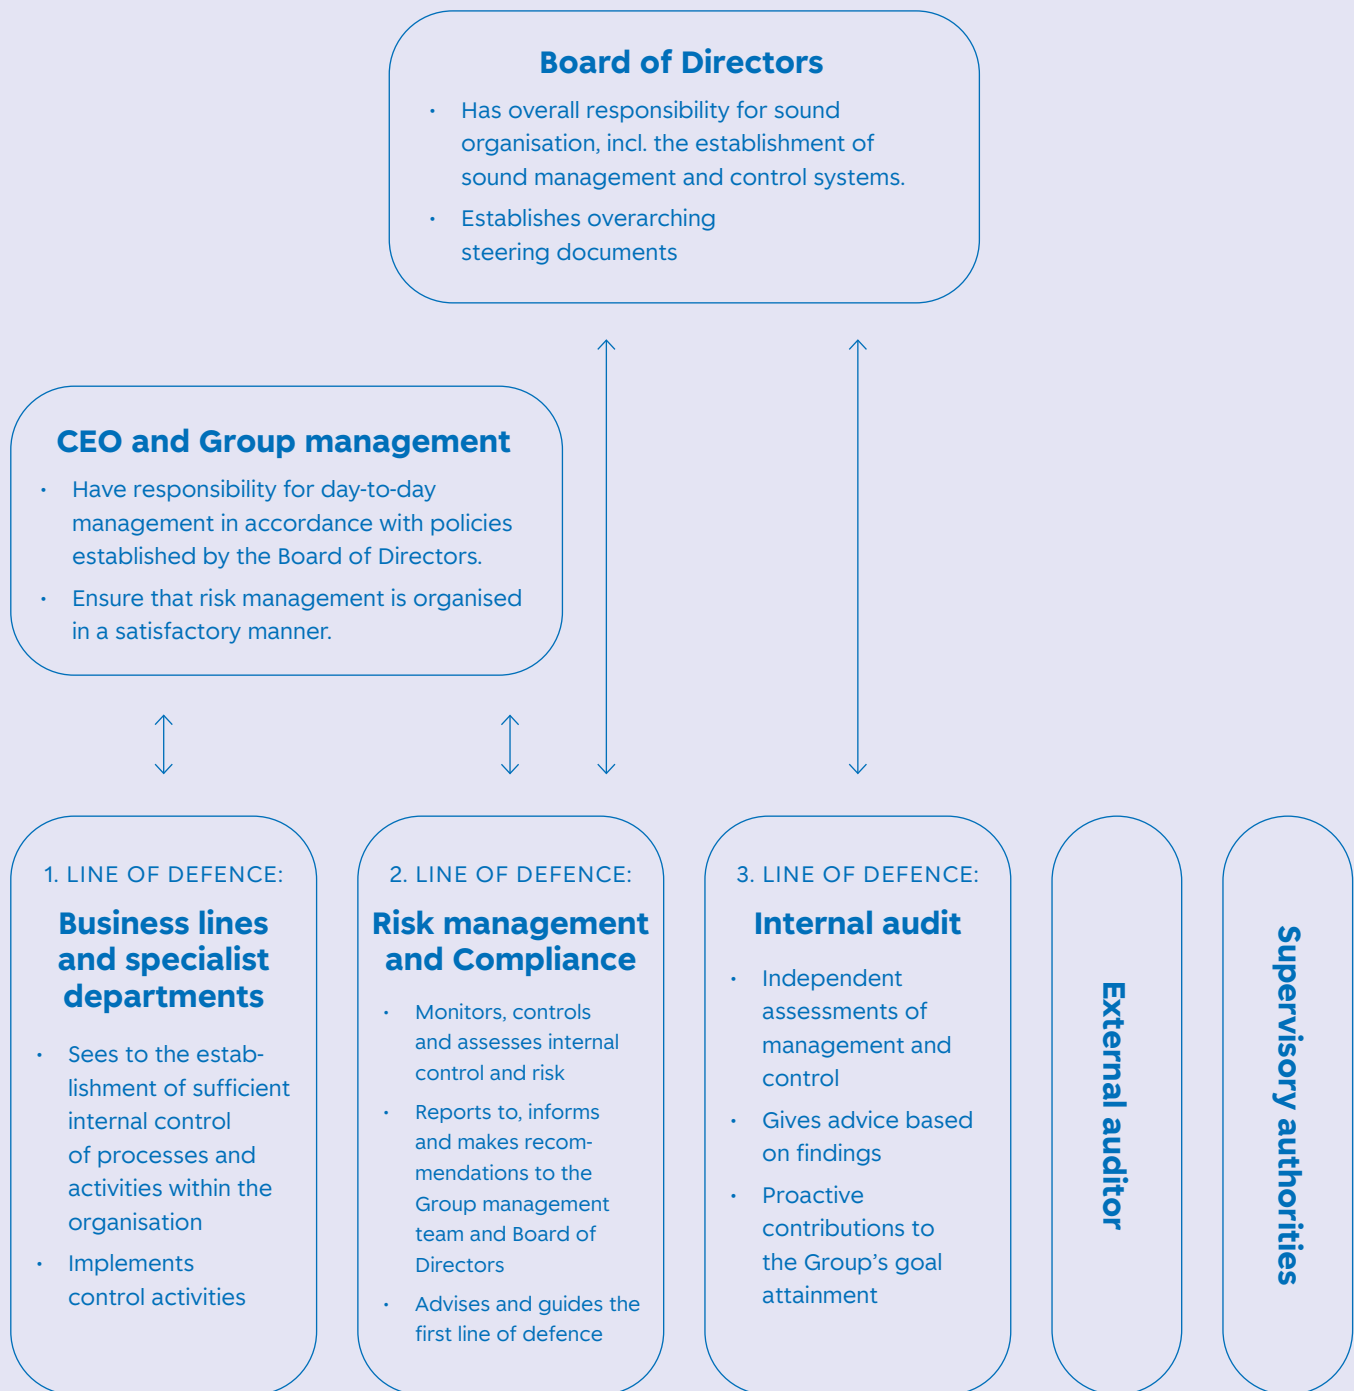 Board of Directors
· Has overall responsibility for sound
organisation, incl. the establishment of
sound management and control systems.
· Establishes overarching
steering documents
CEO and Group management
· Have responsibility for day-to-day
management in accordance with policies
established by the Board of Directors.
· Ensure that risk management is organised
in a satisfactory manner.
1. LINE OF DEFENCE:
Business lines
and specialist
departments
· Sees to the estab-
lishment of sufficient
internal control
of processes and
activities within the
organisation
· Implements
control activities
2. LINE OF DEFENCE:
Risk management
and Compliance
· Monitors, controls
and assesses internal
control and risk
· Reports to, informs
and makes recom-
mendations to the
Group management
team and Board of
Directors
· Advises and guides the
first line of defence
3. LINE OF DEFENCE:
Internal audit
· Independent
assessments of
management and
control
· Gives advice based
on findings
· Proactive
contributions to
the Group's goal
attainment
External auditor
Supervisory authorities